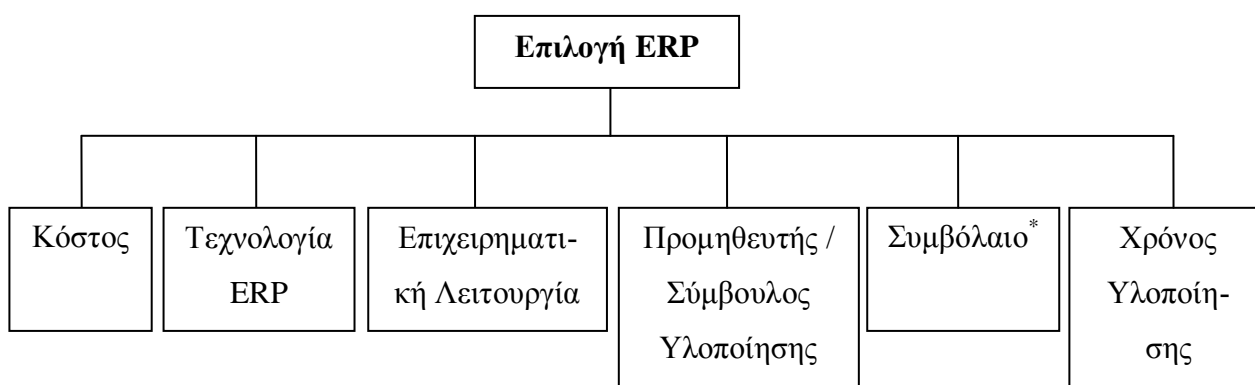 Επιλογή ERP
Κόστος
Τεχνολογία
ERP
Επιχειρηματι-
κή Λειτουργία
Προμηθευτής /
Σύμβουλος
Υλοποίησης
Συμβόλαιο*
Χρόνος
Υλοποίη-
σης